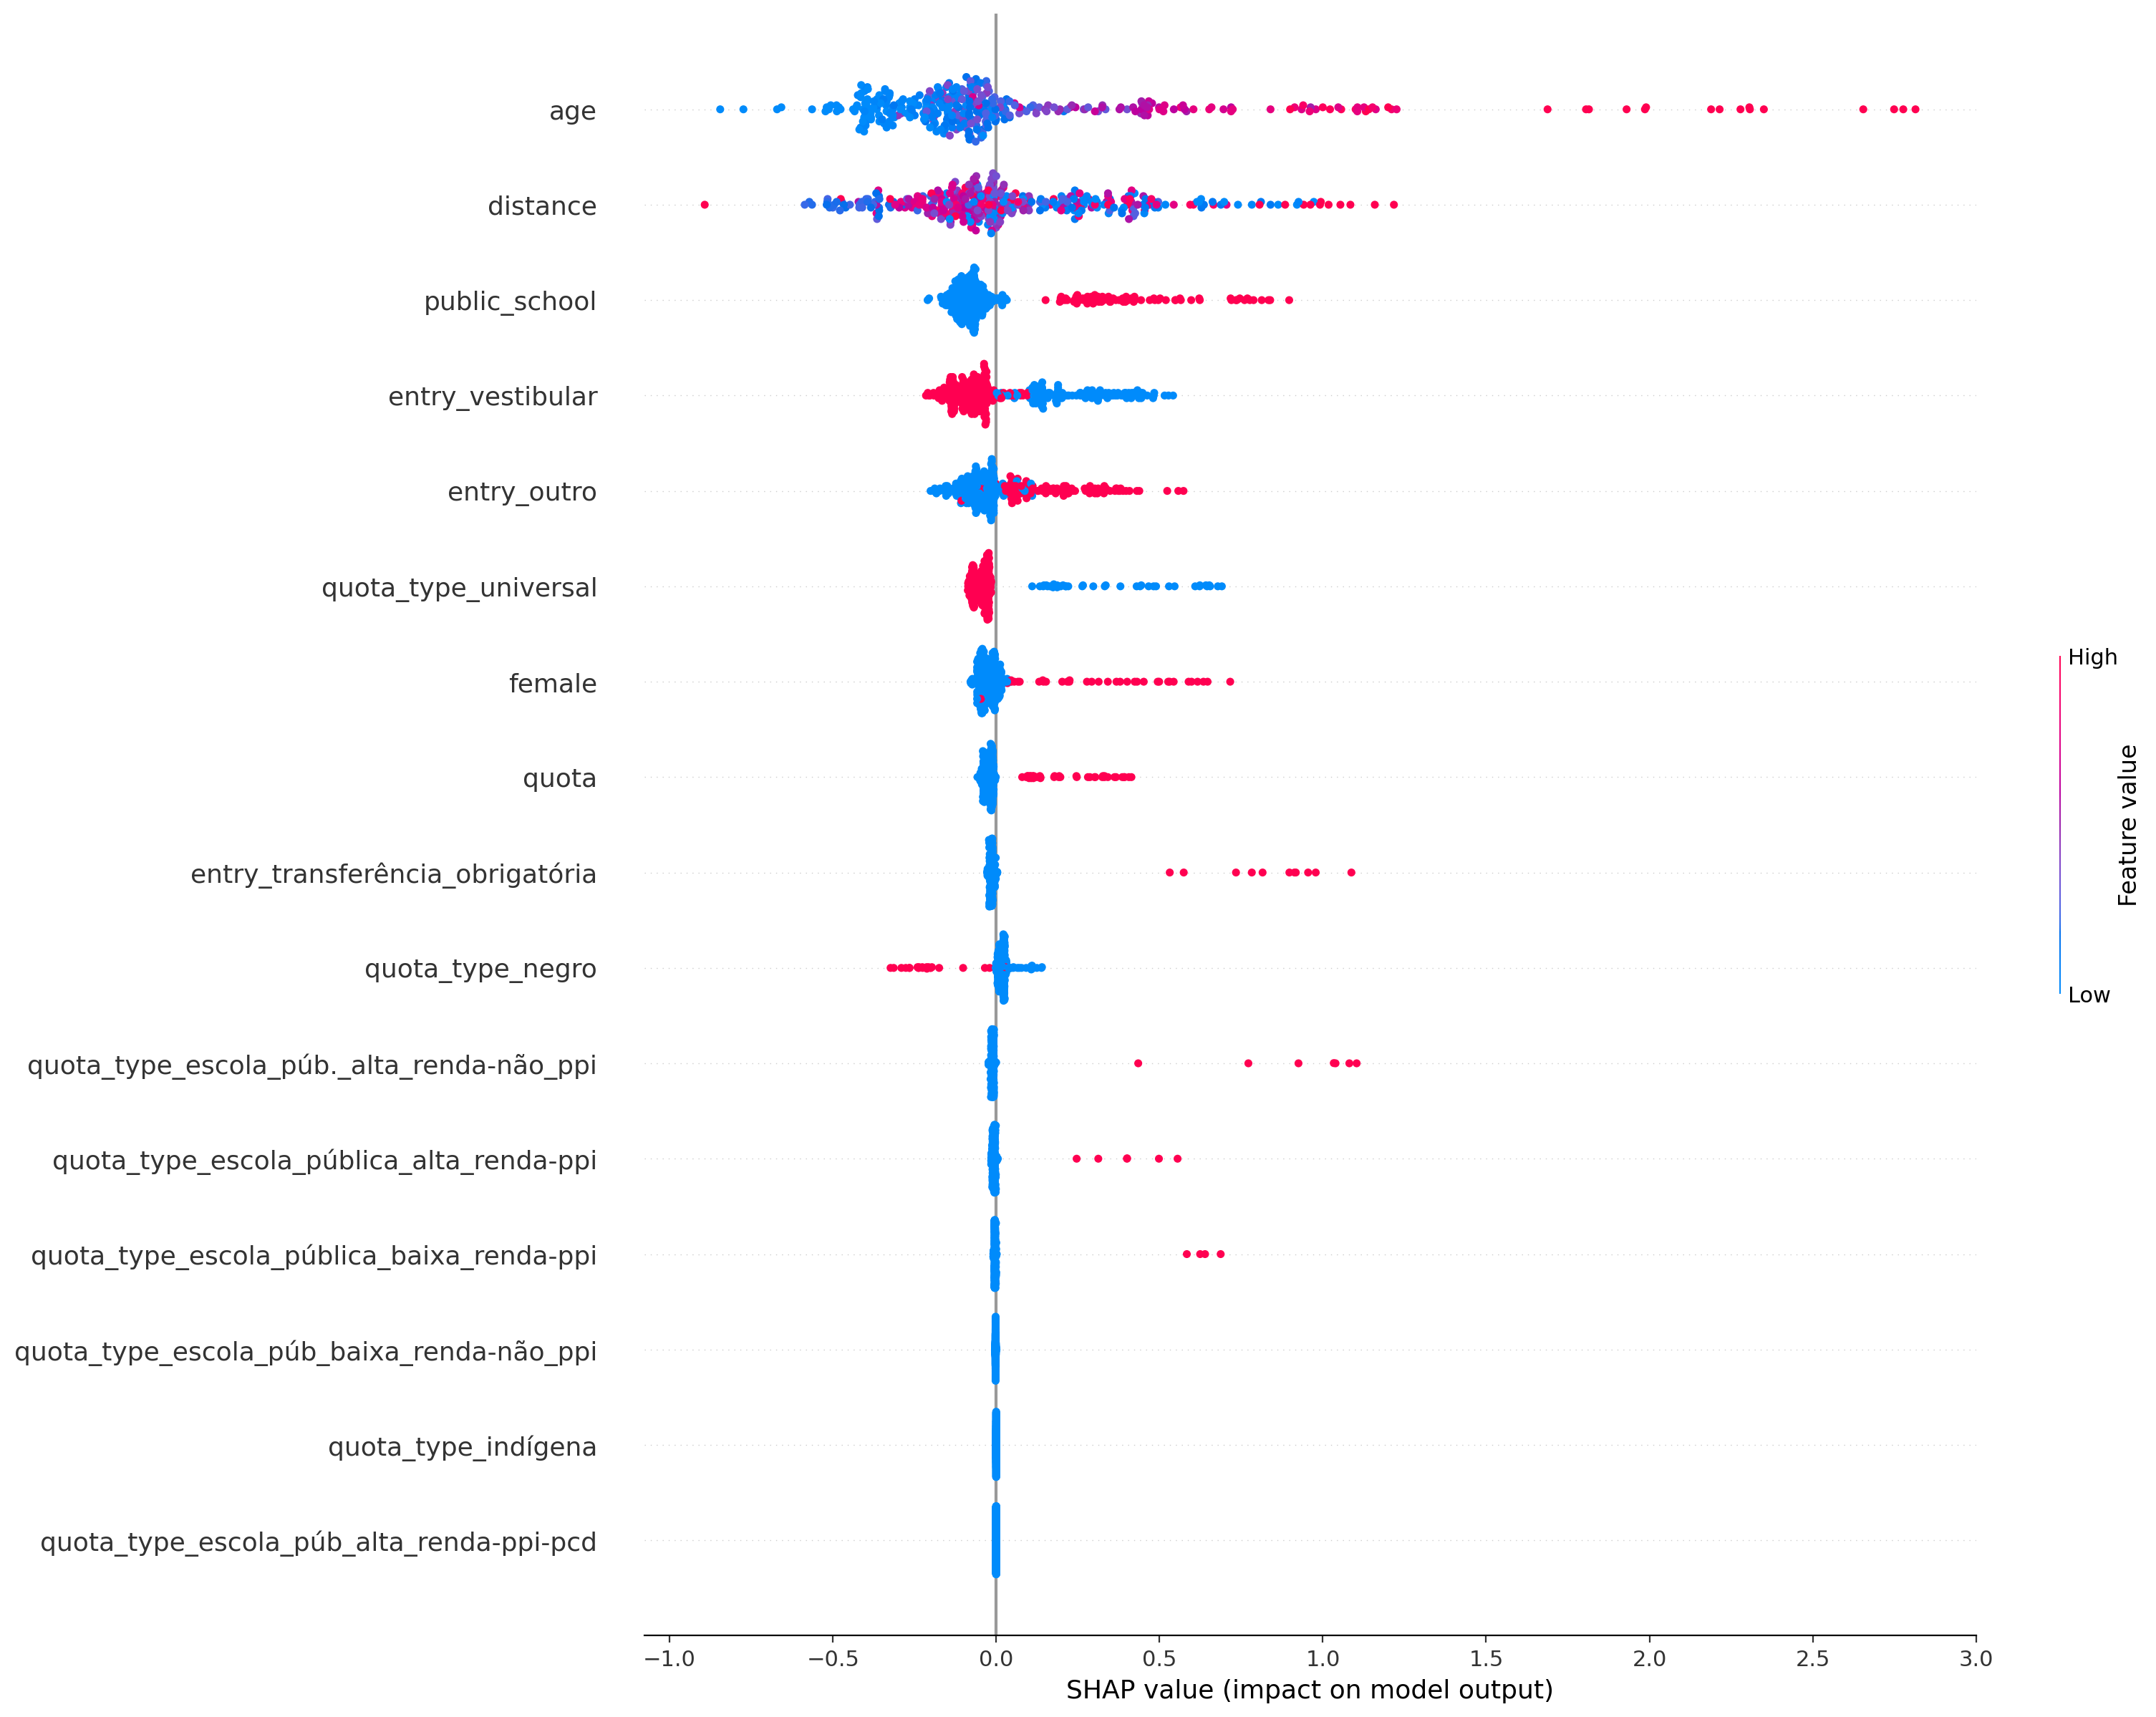 age
distance
public_school
entry_vestibular
entry_outro
quota_type_universal
female
quota
entry_transferência_obrigatória
quota_type_negro
quota_type_escola_púb._alta_renda-não_ppi
quota_type_escola_pública_alta_renda-ppi
quota_type_escola_pública_baixa_renda-ppi
quota_type_escola_púb_baixa_renda-não_ppi
quota_type_indígena
quota_type_escola_púb_alta_renda-ppi-pcd
−1.0 −0.5 0.0 0.5 1.0 1.5 2.0 2.5 3.0
SHAP value (impact on model output)
High
Feature value
Low